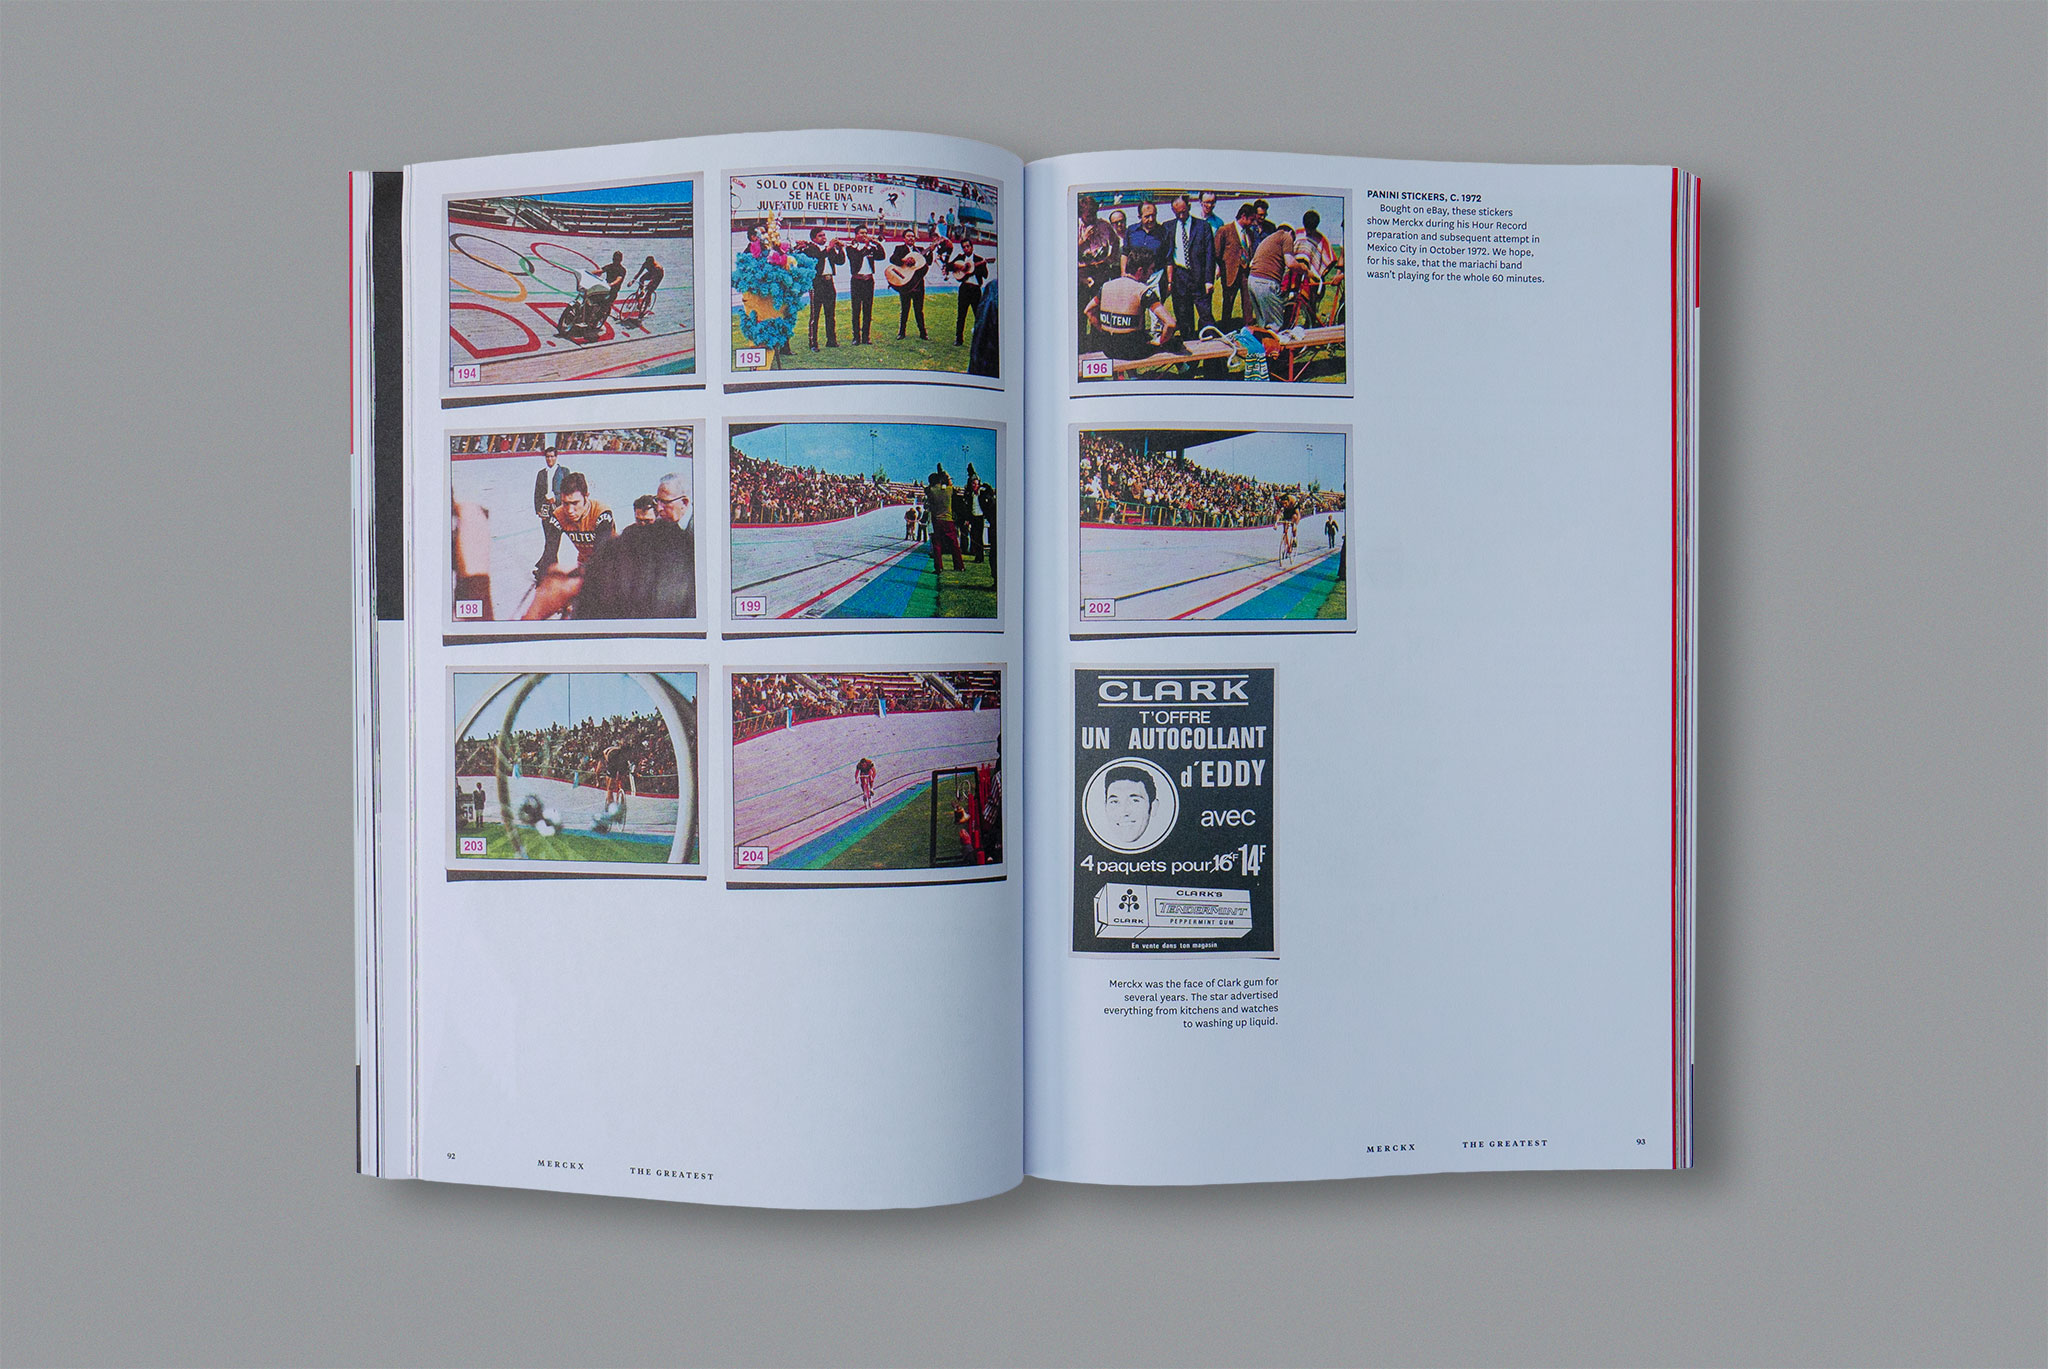 194
SOLO CON EL DEPORTE
SE HACE UNA
JUVENTUD FUERTE Y SANA.
195
198
OLTENI
199
203
204
92
MERCKX THE GREATEST
OLTENI
196
PANINI STICKERS, C. 1972
Bought on eBay, these stickers
show Merckx during his Hour Record
preparation and subsequent attempt in
Mexico City in October 1972. We hope,
for his sake, that the mariachi band
wasn't playing for the whole 60 minutes.
202
CLARK
T'OFFRE
UN AUTOCOLLANT
d'EDDY
avec
4 paquets pour 16F 14F
CLARK
CLARK'S
TENDERMINT
PEPPERMINT GUM
En vente dans ton magasin
Merckx was the face of Clark gum for
several years. The star advertised
everything from kitchens and watches
to washing up liquid.
MERCKX THE GREATEST 93